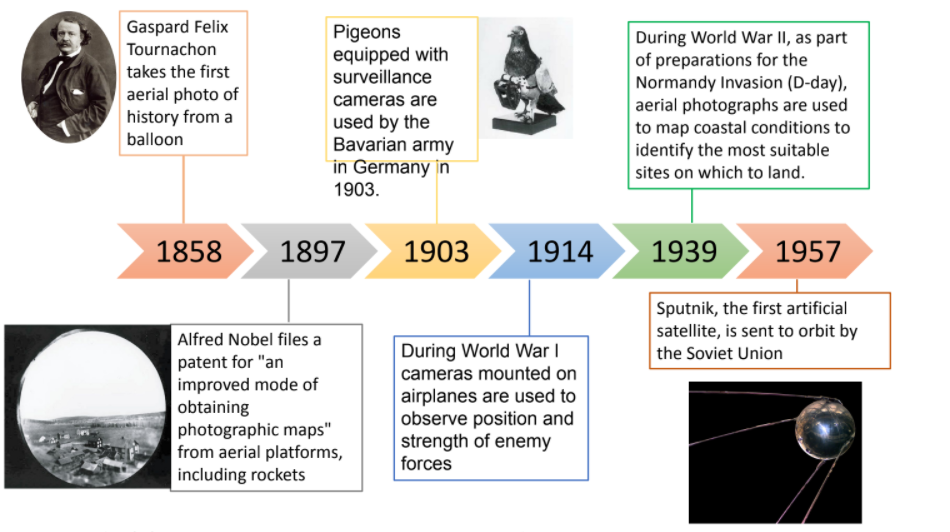 Gaspard Felix
Tournachon
takes the first
aerial photo of
history from a
balloon
Pigeons
equipped with
surveillance
cameras are
used by the
Bavarian army
in Germany in
1903.
During World War II, as part
of preparations for the
Normandy Invasion (D-day),
aerial photographs are used
to map coastal conditions to
identify the most suitable
sites on which to land.
1858
1897
1903
1914
1939
1957
Alfred Nobel files a
patent for "an
improved mode of
obtaining
photographic maps"
from aerial platforms,
including rockets
During World War I
cameras mounted on
airplanes are used to
observe position and
strength of enemy
forces
Sputnik, the first artificial
satellite, is sent to orbit by
the Soviet Union